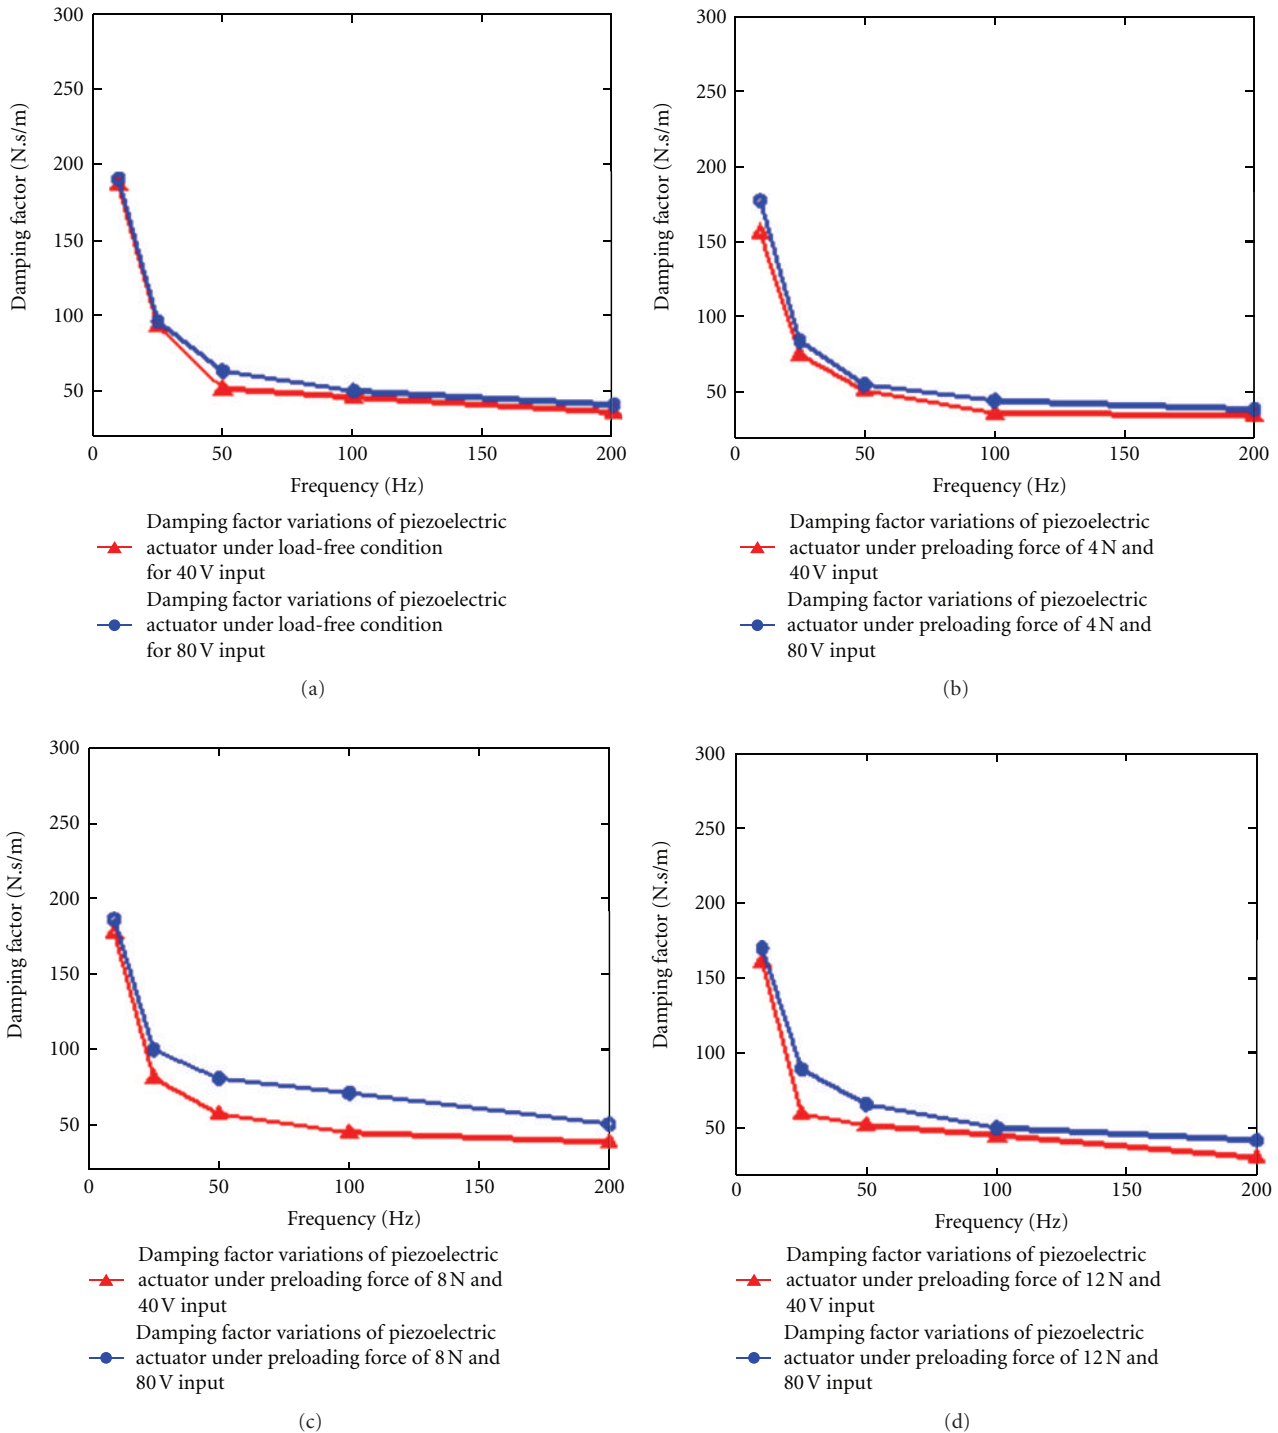 300
250
200
150
100
50
0
50
100
150
200
Damping factor (N.s/m)
Frequency (Hz)
Damping factor variations of piezoelectric
actuator under load-free condition
for 40 V input
Damping factor variations of piezoelectric
actuator under load-free condition
for 80 V input
(a)
300
250
200
150
100
50
0
50
100
150
200
Damping factor (N.s/m)
Frequency (Hz)
Damping factor variations of piezoelectric
actuator under preloading force of 4 N and
40 V input
Damping factor variations of piezoelectric
actuator under preloading force of 4 N and
80 V input
(b)
300
250
200
150
100
50
0
50
100
150
200
Damping factor (N.s/m)
Frequency (Hz)
Damping factor variations of piezoelectric
actuator under preloading force of 8 N and
40 V input
Damping factor variations of piezoelectric
actuator under preloading force of 8 N and
80 V input
(c)
300
250
200
150
100
50
0
50
100
150
200
Damping factor (N.s/m)
Frequency (Hz)
Damping factor variations of piezoelectric
actuator under preloading force of 12 N and
40 V input
Damping factor variations of piezoelectric
actuator under preloading force of 12 N and
80 V input
(d)